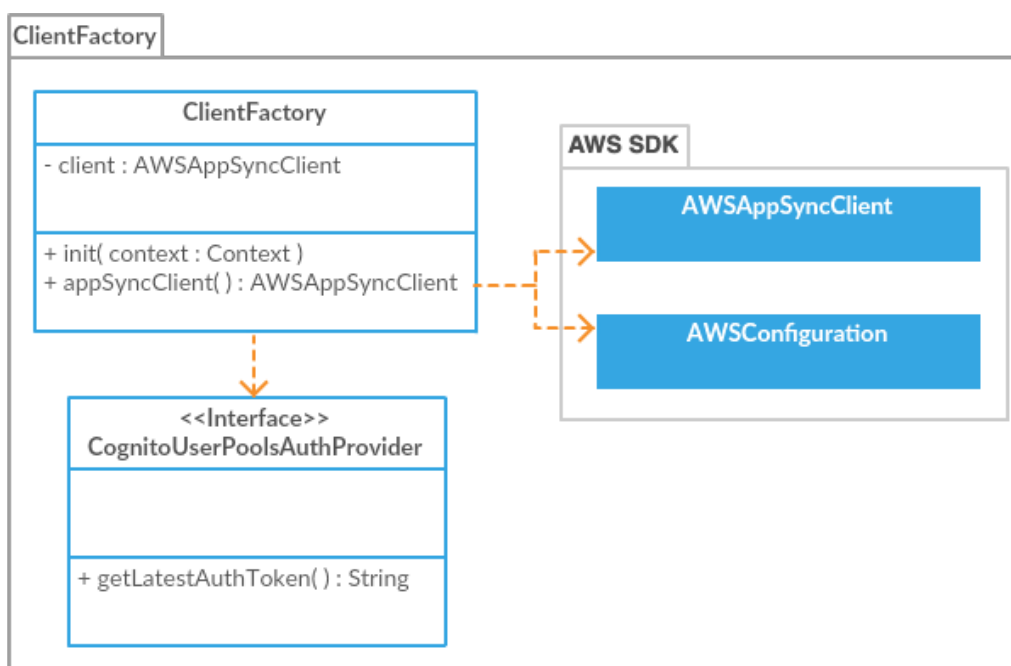 ClientFactory
ClientFactory
- client : AWSAppSyncClient
+ init( context : Context )
+ appSyncClient( ) : AWSAppSyncClient
AWS SDK
AWSAppSyncClient
AWSConfiguration
<<Interface>>
CognitoUserPoolsAuthProvider
+ getLatestAuthToken( ) : String